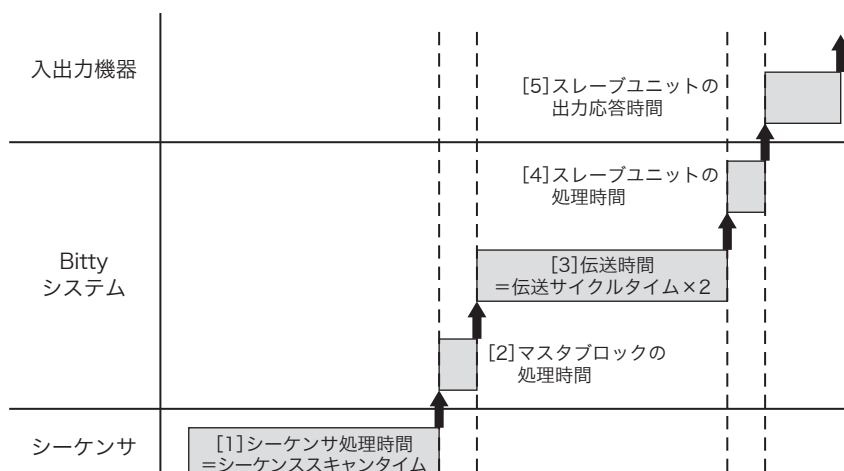 入出力機器
[5]スレーブユニットの
出力応答時間
[4]スレーブユニットの
処理時間
Bitty
システム
[3]伝送時間
=伝送サイクルタイム×2
[2]マスタブロックの
処理時間
シーケンサ
[1]シーケンサ処理時間
=シーケンススキャンタイム